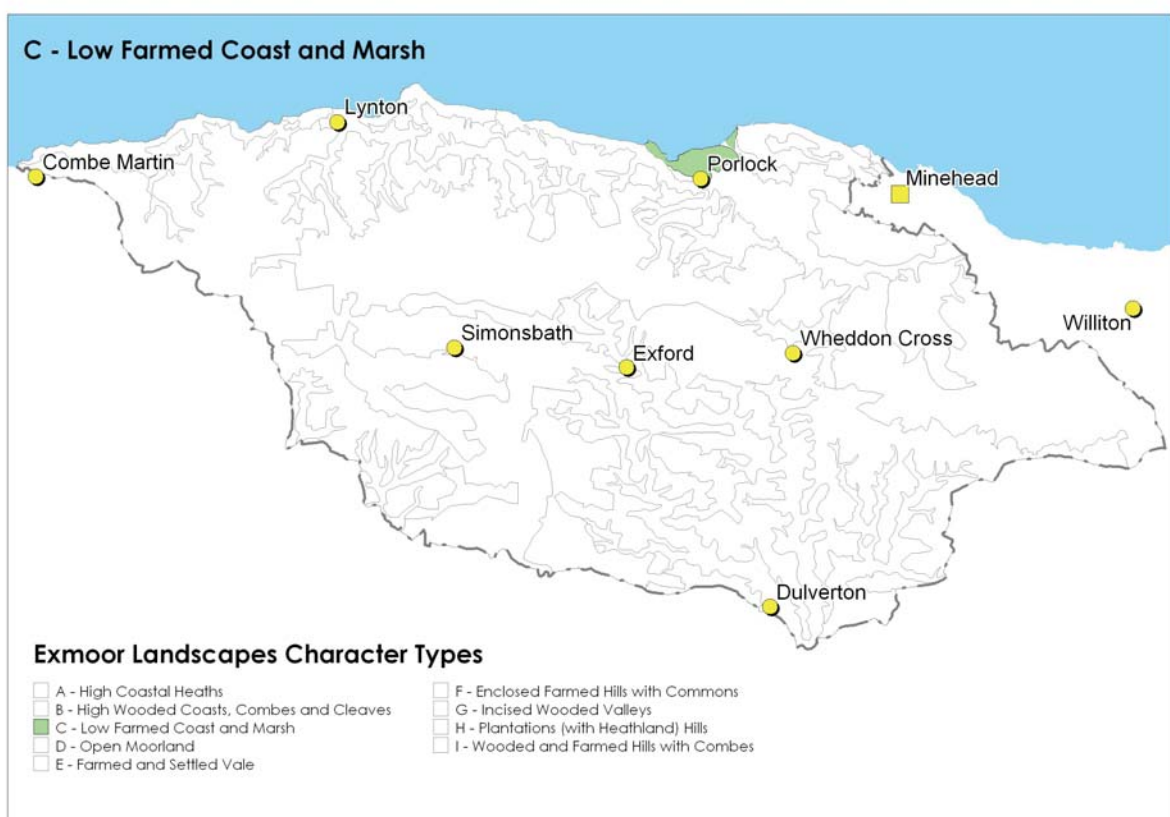 C - Low Farmed Coast and Marsh
Lynton
Combe Martin
Porlock
Minehead
Williton
Simonsbath
Exford
Wheddon Cross
Dulverton
Exmoor Landscapes Character Types
A - High Coastal Heaths
B - High Wooded Coasts, Combes and Cleaves
C - Low Farmed Coast and Marsh
D - Open Moorland
E - Farmed and Settled Vale
F - Enclosed Farmed Hills with Commons
G - Incised Wooded Valleys
H - Plantations (with Heathland) Hills
I - Wooded and Farmed Hills with Combes